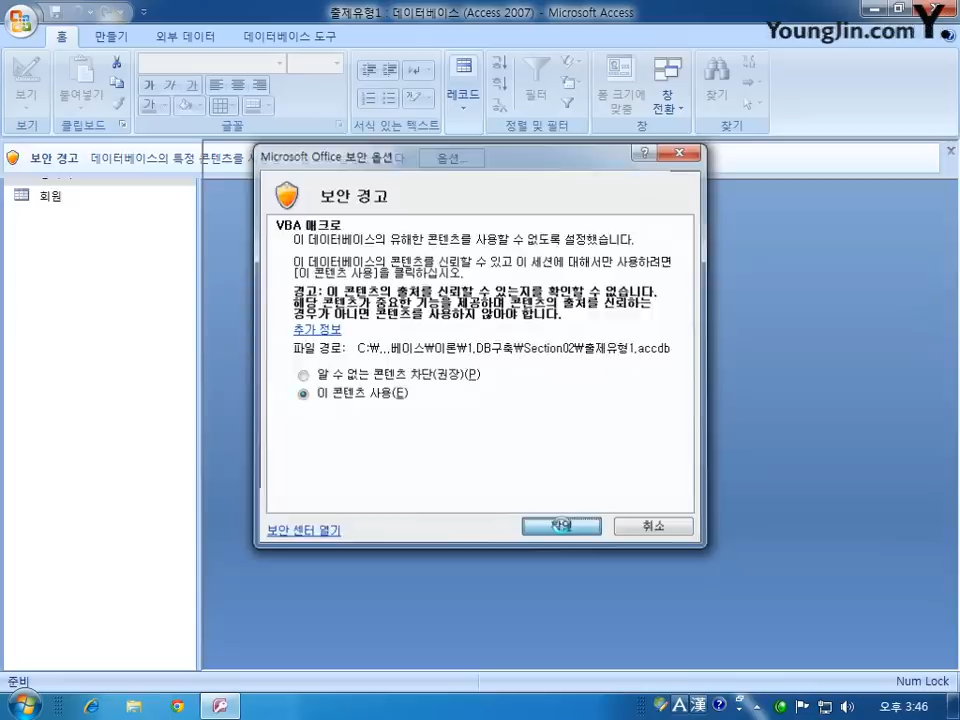 출제유형1 : 데이터베이스 (Access 2007) - Microsoft Access
YoungJin.com Y.
홈 만들기 외부 데이터 데이터베이스 도구
보기 붙여넣기 가 가 가 레코드 필터 폼 크기에 맞춤 창 전환 찾기
보기 클립보드 글꼴 서식 있는 텍스트 정렬 및 필터 창 찾기
보안 경고 데이터베이스의 특정 콘텐츠를 옵션...
회원
Microsoft Office 보안 옵션
보안 경고
VBA 매크로
이 데이터베이스의 유해한 콘텐츠를 사용할 수 없도록 설정했습니다.
이 데이터베이스의 콘텐츠를 신뢰할 수 있고 이 세션에 대해서만 사용하려면
[이 콘텐츠 사용]을 클릭하십시오.
경고: 이 콘텐츠의 출처를 신뢰할 수 있는지를 확인할 수 없습니다.
해당 콘텐츠가 중요한 기능을 제공하며 콘텐츠의 출처를 신뢰하는
경우가 아니면 콘텐츠를 사용하지 않아야 합니다.
추가 정보
파일 경로: C:₩...베이스₩이론₩1.DB구축₩Section02₩출제유형1.accdb
알 수 없는 콘텐츠 차단(권장)(P)
이 콘텐츠 사용(E)
보안 센터 열기 확인 취소
준비 Num Lock
A 漢 오후 3:46